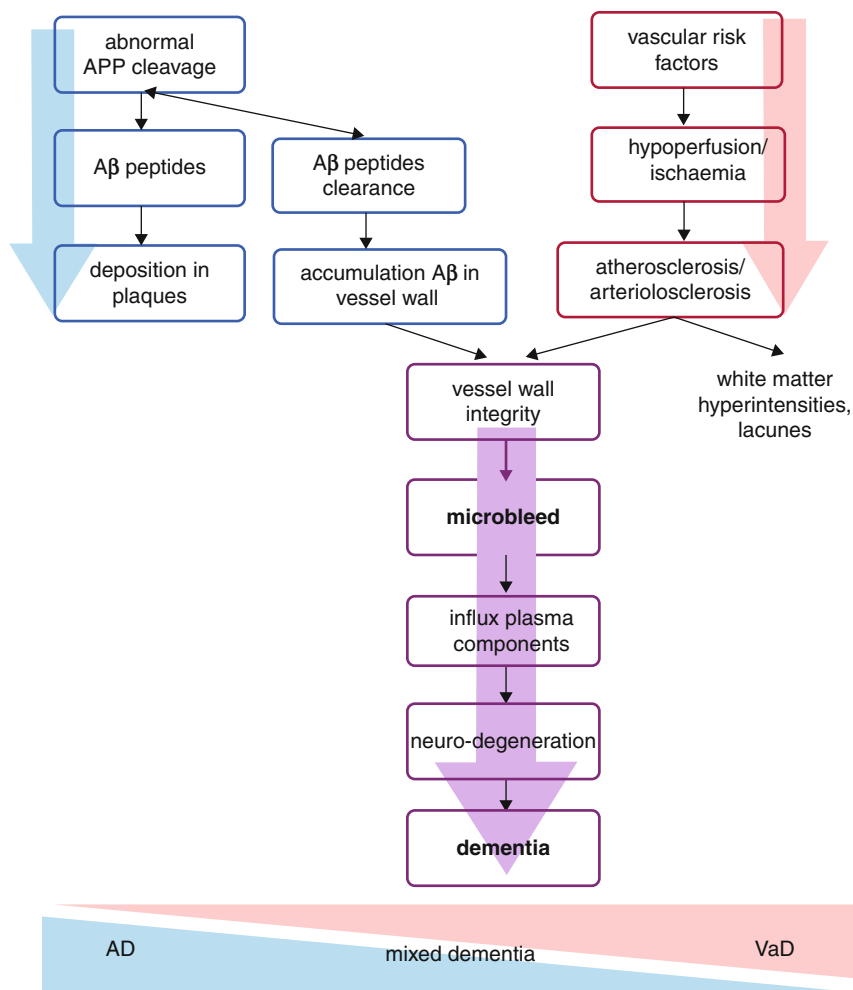 abnormal
APP cleavage
vascular risk
factors
Aβ peptides
Aβ peptides
clearance
hypoperfusion/
ischaemia
deposition in
plaques
accumulation Aβ in
vessel wall
atherosclerosis/
arteriolosclerosis
vessel wall
integrity
white matter
hyperintensities,
lacunes
microbleed
influx plasma
components
neuro-degeneration
dementia
AD
mixed dementia
VaD